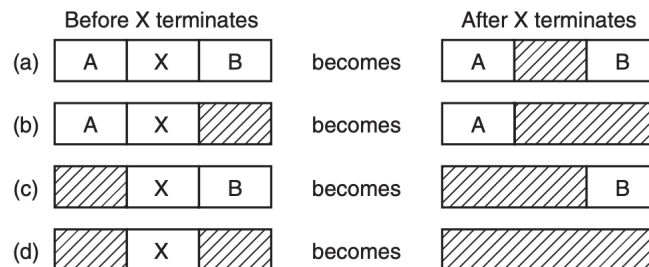 Before X terminates After X terminates
(a) A X B becomes A B
(b) A X becomes A
(c) X B becomes B
(d) X becomes